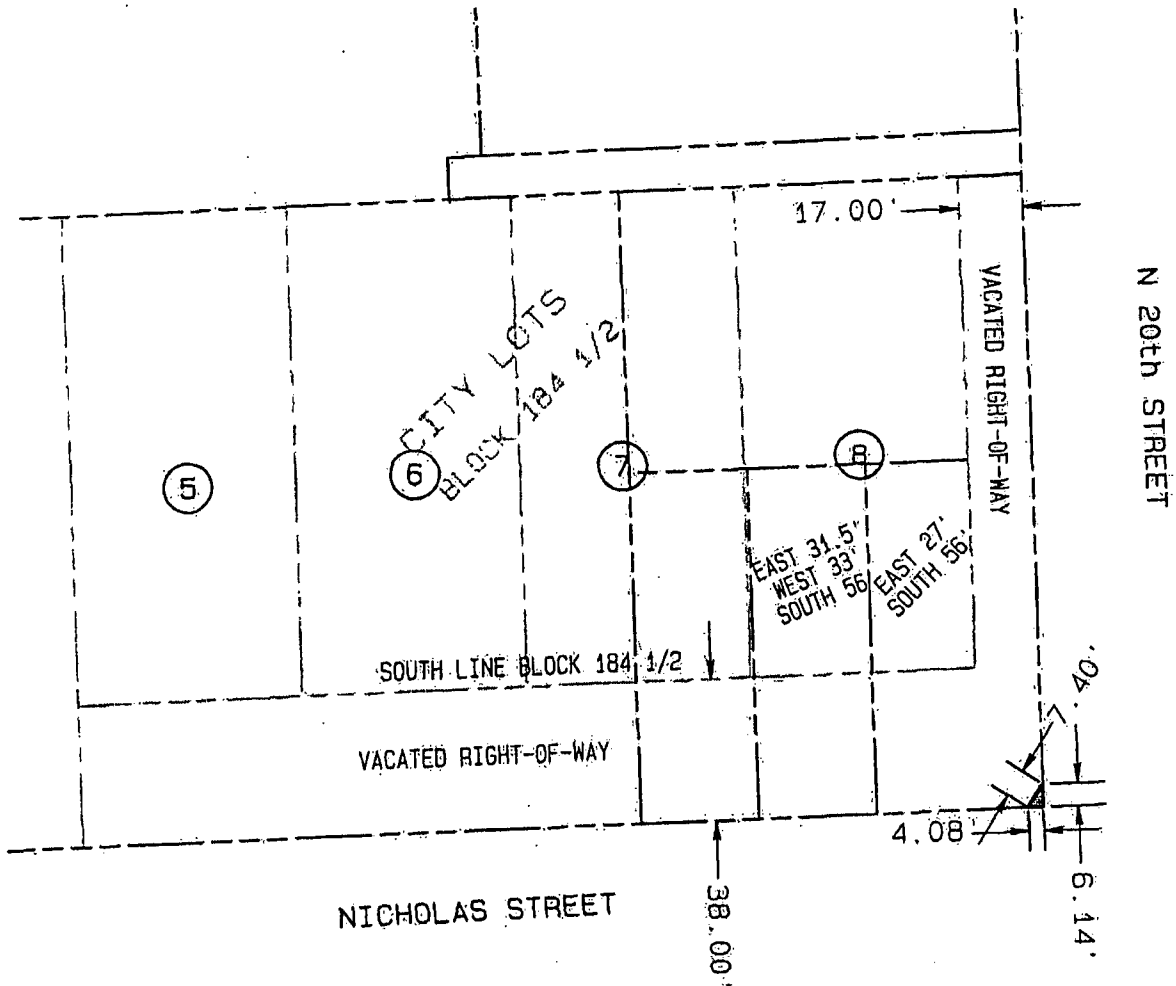 17.00'
N 20th STREET
VACATED RIGHT-OF-WAY
CITY LOTS
BLOCK 184 1/2
5
6
7
8
EAST 31.5'
WEST 33'
SOUTH 56'
EAST 27'
SOUTH 56'
SOUTH LINE BLOCK 184 1/2
VACATED RIGHT-OF-WAY
7.40'
4.08'
6.14'
38.00'
NICHOLAS STREET